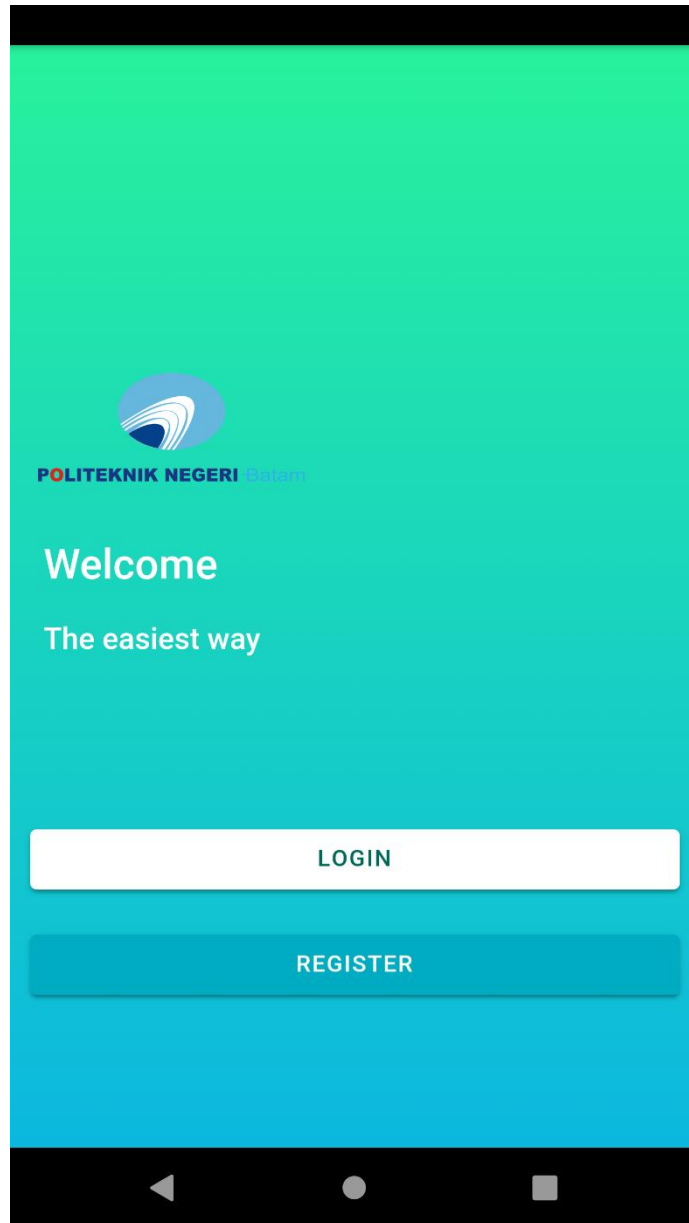 POLITEKNIK NEGERI Batam
Welcome
The easiest way
LOGIN
REGISTER